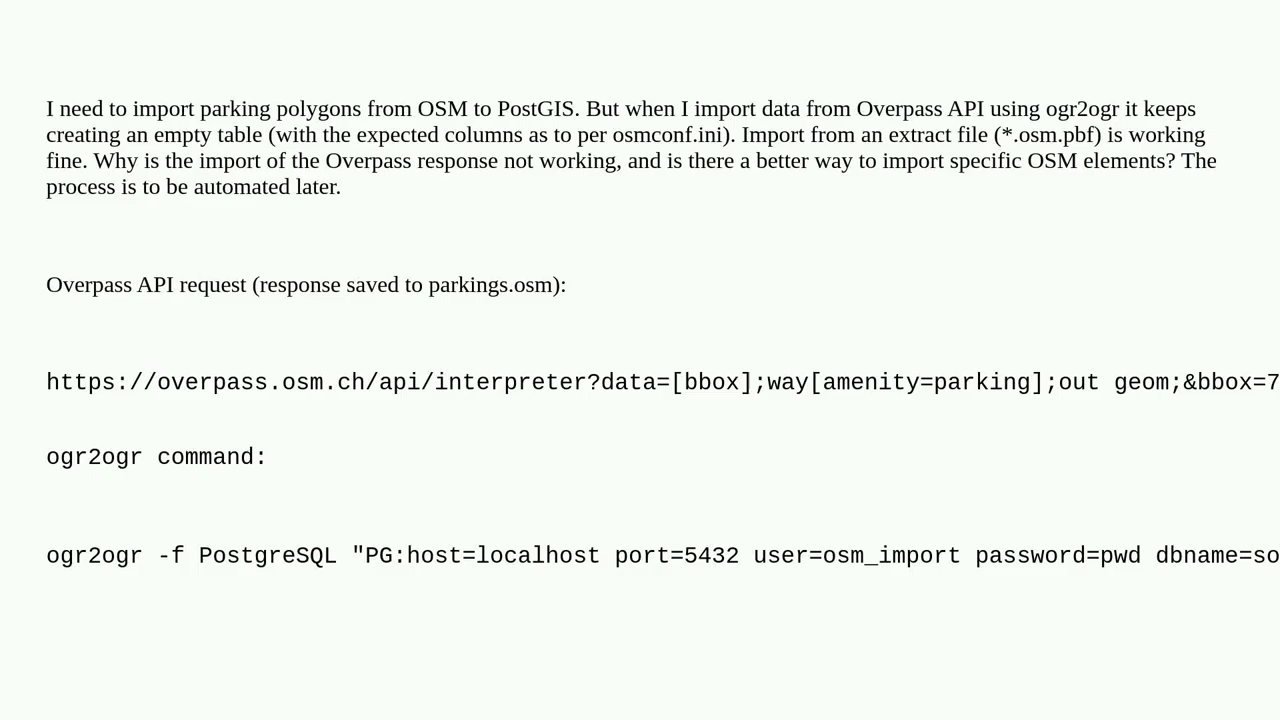 I need to import parking polygons from OSM to PostGIS. But when I import data from Overpass API using ogr2ogr it keeps
creating an empty table (with the expected columns as to per osmconf.ini). Import from an extract file (*.osm.pbf) is working
fine. Why is the import of the Overpass response not working, and is there a better way to import specific OSM elements? The
process is to be automated later.
Overpass API request (response saved to parkings.osm):
https://overpass.osm.ch/api/interpreter?data=[bbox];way[amenity=parking];out geom;&bbox=7
ogr2ogr command:
ogr2ogr -f PostgreSQL "PG:host=localhost port=5432 user=osm_import password=pwd dbname=so